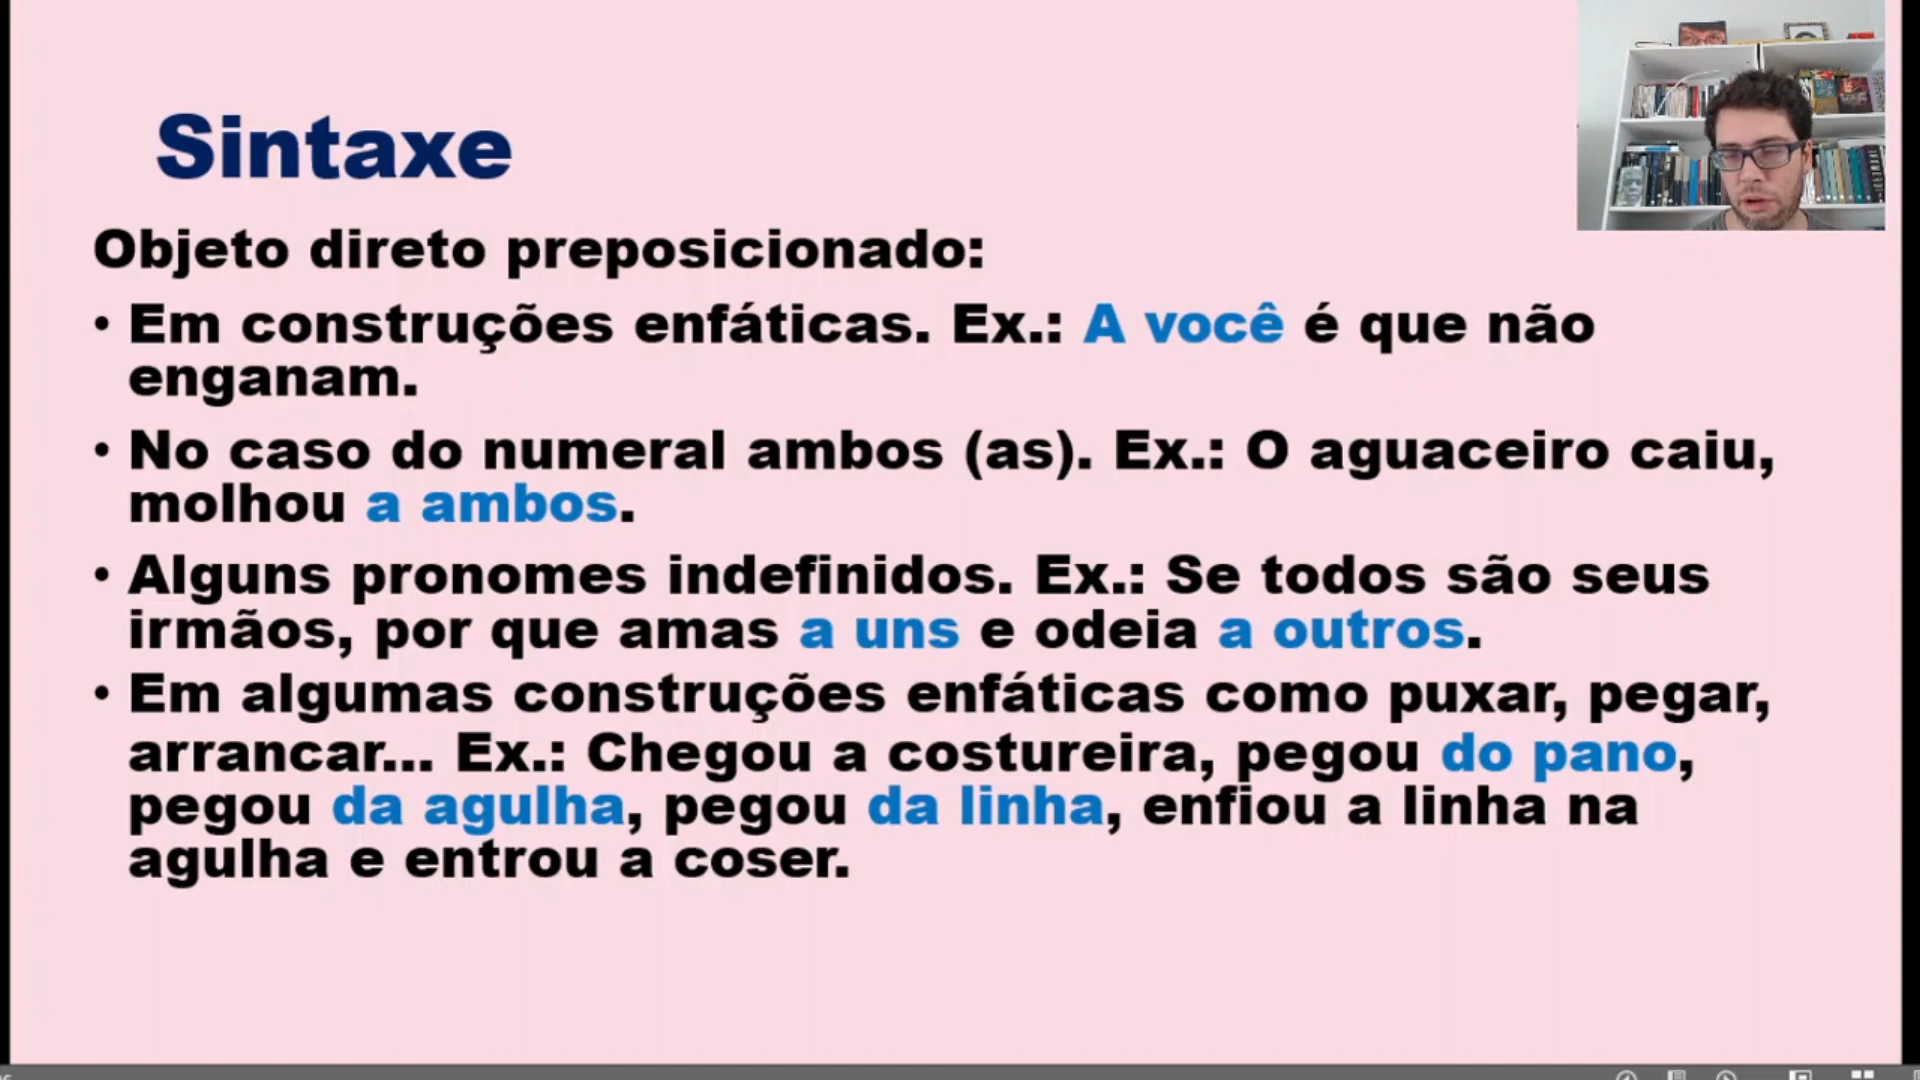 Sintaxe
Objeto direto preposicionado:
• Em construções enfáticas. Ex.: A você é que não
enganam.
• No caso do numeral ambos (as). Ex.: O aguaceiro caiu,
molhou a ambos.
• Alguns pronomes indefinidos. Ex.: Se todos são seus
irmãos, por que amas a uns e odeia a outros.
• Em algumas construções enfáticas como puxar, pegar,
arrancar... Ex.: Chegou a costureira, pegou do pano,
pegou da agulha, pegou da linha, enfiou a linha na
agulha e entrou a coser.